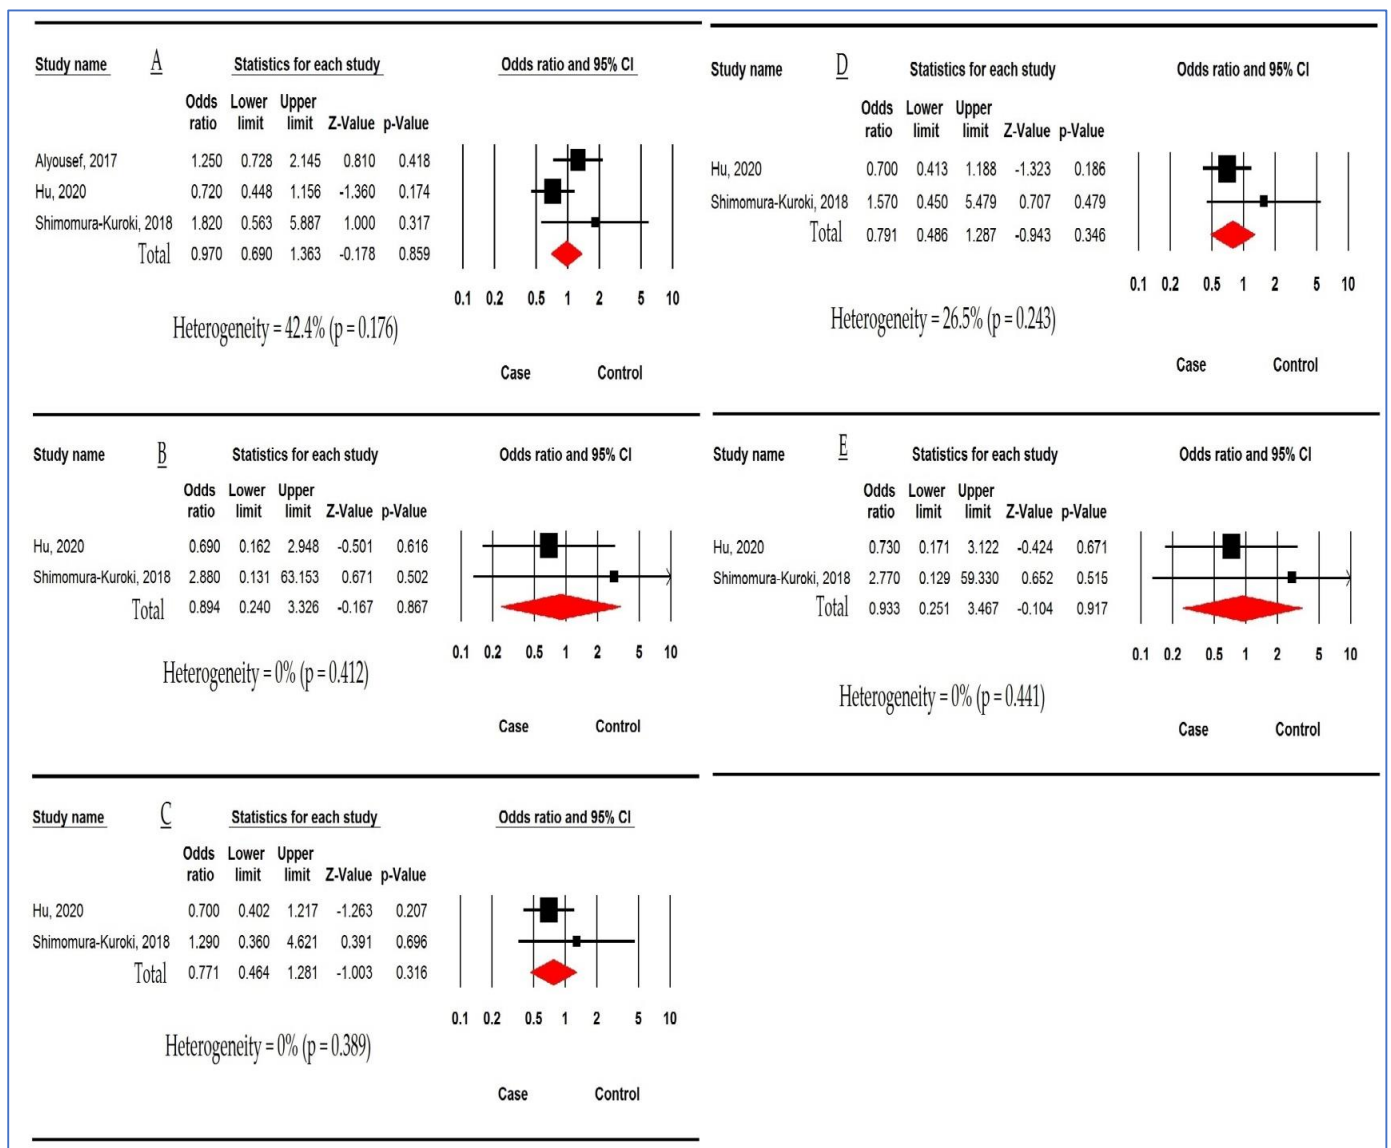 Study name A Statistics for each study Odds ratio and 95% CI
Odds Lower Upper
ratio limit limit Z-Value p-Value
Alyousef, 2017 1.250 0.728 2.145 0.810 0.418
Hu, 2020 0.720 0.448 1.156 -1.360 0.174
Shimomura-Kuroki, 2018 1.820 0.563 5.887 1.000 0.317
Total 0.970 0.690 1.363 -0.178 0.859
0.1 0.2 0.5 1 2 5 10
Heterogeneity = 42.4% (p = 0.176)
Case Control
Study name B Statistics for each study Odds ratio and 95% CI
Odds Lower Upper
ratio limit limit Z-Value p-Value
Hu, 2020 0.690 0.162 2.948 -0.501 0.616
Shimomura-Kuroki, 2018 2.880 0.131 63.153 0.671 0.502
Total 0.894 0.240 3.326 -0.167 0.867
0.1 0.2 0.5 1 2 5 10
Heterogeneity = 0% (p = 0.412)
Case Control
Study name C Statistics for each study Odds ratio and 95% CI
Odds Lower Upper
ratio limit limit Z-Value p-Value
Hu, 2020 0.700 0.402 1.217 -1.263 0.207
Shimomura-Kuroki, 2018 1.290 0.360 4.621 0.391 0.696
Total 0.771 0.464 1.281 -1.003 0.316
0.1 0.2 0.5 1 2 5 10
Heterogeneity = 0% (p = 0.389)
Case Control
Study name D Statistics for each study Odds ratio and 95% CI
Odds Lower Upper
ratio limit limit Z-Value p-Value
Hu, 2020 0.700 0.413 1.188 -1.323 0.186
Shimomura-Kuroki, 2018 1.570 0.450 5.479 0.707 0.479
Total 0.791 0.486 1.287 -0.943 0.346
0.1 0.2 0.5 1 2 5 10
Heterogeneity = 26.5% (p = 0.243)
Case Control
Study name E Statistics for each study Odds ratio and 95% CI
Odds Lower Upper
ratio limit limit Z-Value p-Value
Hu, 2020 0.730 0.171 3.122 -0.424 0.671
Shimomura-Kuroki, 2018 2.770 0.129 59.330 0.652 0.515
Total 0.933 0.251 3.467 -0.104 0.917
0.1 0.2 0.5 1 2 5 10
Heterogeneity = 0% (p = 0.441)
Case Control